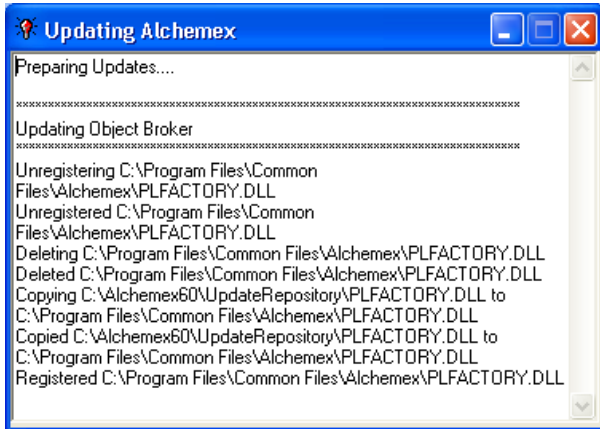 Updating Alchemex
Preparing Updates....
****************************************************************************
Updating Object Broker
****************************************************************************
Unregistering C:\Program Files\Common
Files\Alchemex\PLFACTORY.DLL
Unregistered C:\Program Files\Common
Files\Alchemex\PLFACTORY.DLL
Deleting C:\Program Files\Common Files\Alchemex\PLFACTORY.DLL
Deleted C:\Program Files\Common Files\Alchemex\PLFACTORY.DLL
Copying C:\Alchemex60\UpdateRepository\PLFACTORY.DLL to
C:\Program Files\Common Files\Alchemex\PLFACTORY.DLL
Copied C:\Alchemex60\UpdateRepository\PLFACTORY.DLL to
C:\Program Files\Common Files\Alchemex\PLFACTORY.DLL
Registered C:\Program Files\Common Files\Alchemex\PLFACTORY.DLL